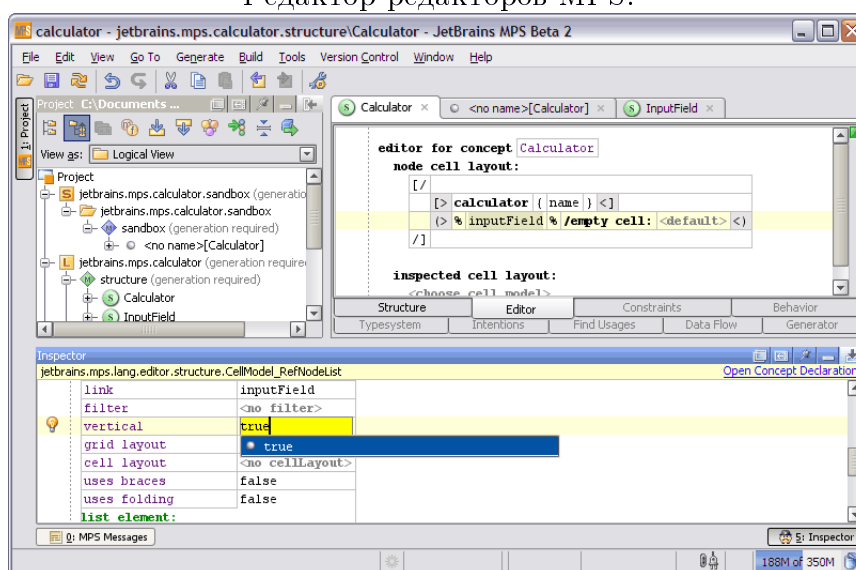 Редактор редакторов MPS.
calculator - jetbrains.mps.calculator.structure\Calculator - JetBrains MPS Beta 2
File Edit View Go To Generate Build Tools Version Control Window Help
Project C:\Documents ...
1: Project
View as: Logical View
Project
jetbrains.mps.calculator.sandbox (generatio
jetbrains.mps.calculator.sandbox
sandbox (generation required)
<no name>[Calculator]
jetbrains.mps.calculator (generation require
structure (generation required)
Calculator
InputField
Calculator <no name>[Calculator] InputField
editor for concept Calculator
node cell layout:
[/
[> calculator { name } <]
(> % inputField % /empty cell: <default> <)
/]
inspected cell layout:
<choose cell model>
Structure Editor Constraints Behavior
Typesystem Intentions Find Usages Data Flow Generator
Inspector
jetbrains.mps.lang.editor.structure.CellModel_RefNodeList Open Concept Declaration
link inputField
filter <no filter>
vertical true
grid layout true
cell layout <no cellLayout>
uses braces false
uses folding false
list element:
0: MPS Messages 5: Inspector
188M of 350M